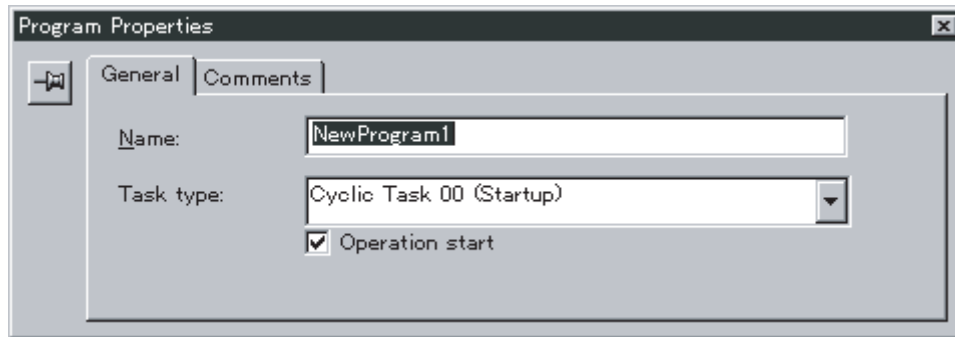 Program Properties
General Comments
Name: NewProgram1
Task type: Cyclic Task 00 (Startup)
Operation start